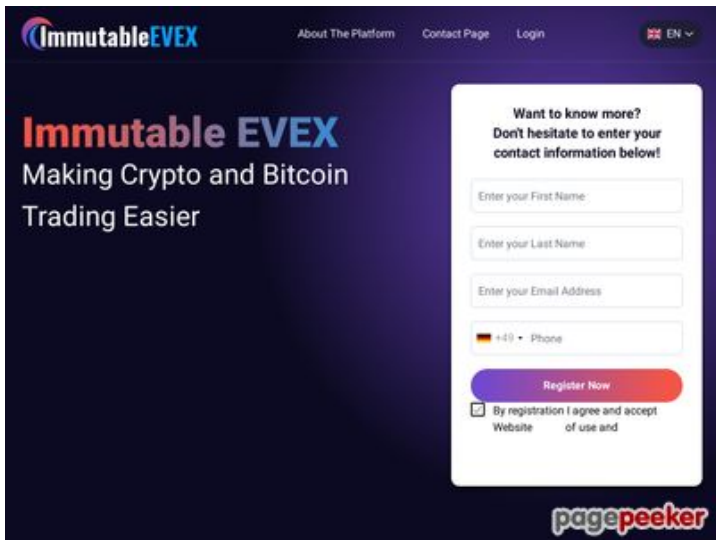 ImmutableEVEX
About The Platform
Contact Page
Login
EN
Immutable EVEX
Making Crypto and Bitcoin
Trading Easier
Want to know more?
Don't hesitate to enter your
contact information below!
Enter your First Name
Enter your Last Name
Enter your Email Address
+49 Phone
Register Now
By registration I agree and accept
Website of use and
pagepeeker